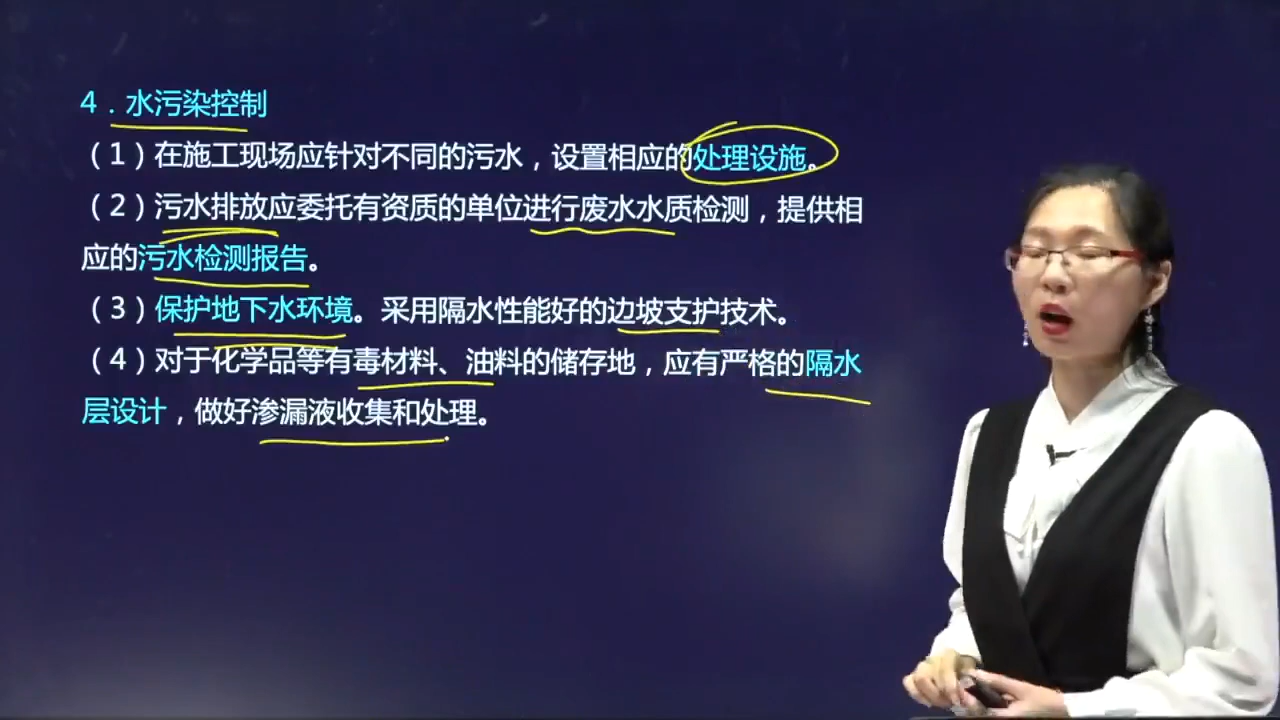 4．水污染控制
（1）在施工现场应针对不同的污水，设置相应的处理设施。
（2）污水排放应委托有资质的单位进行废水水质检测，提供相
应的污水检测报告。
（3）保护地下水环境。采用隔水性能好的边坡支护技术。
（4）对于化学品等有毒材料、油料的储存地，应有严格的隔水
层设计，做好渗漏液收集和处理。